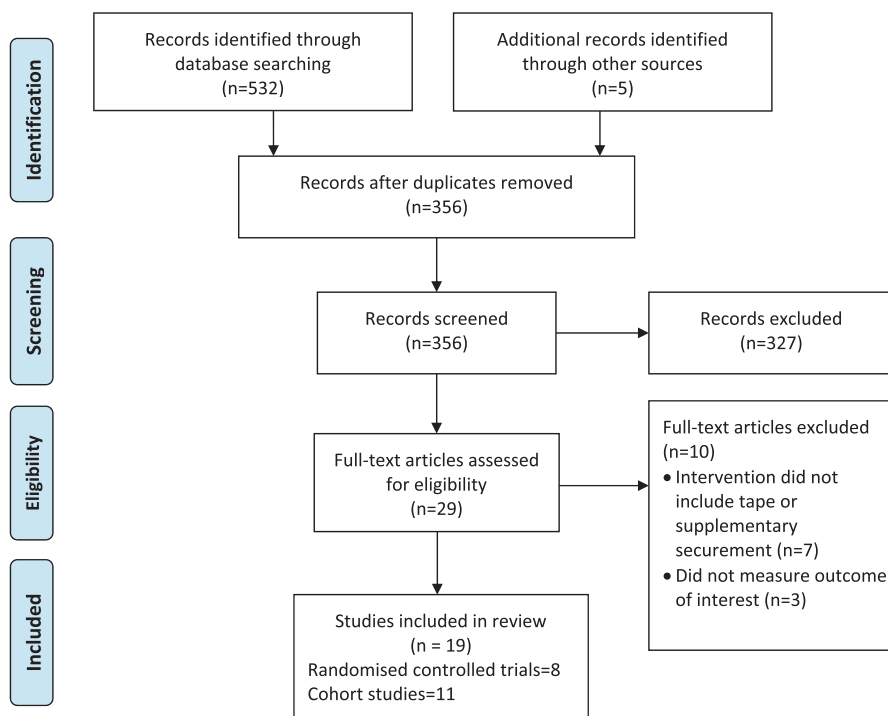 Identification
Records identified through
database searching
(n=532)
Additional records identified
through other sources
(n=5)
Records after duplicates removed
(n=356)
Screening
Records screened
(n=356)
Records excluded
(n=327)
Eligibility
Full-text articles assessed
for eligibility
(n=29)
Full-text articles excluded
(n=10)
• Intervention did not
include tape or
supplementary
securement (n=7)
• Did not measure outcome
of interest (n=3)
Included
Studies included in review
(n = 19)
Randomised controlled trials=8
Cohort studies=11